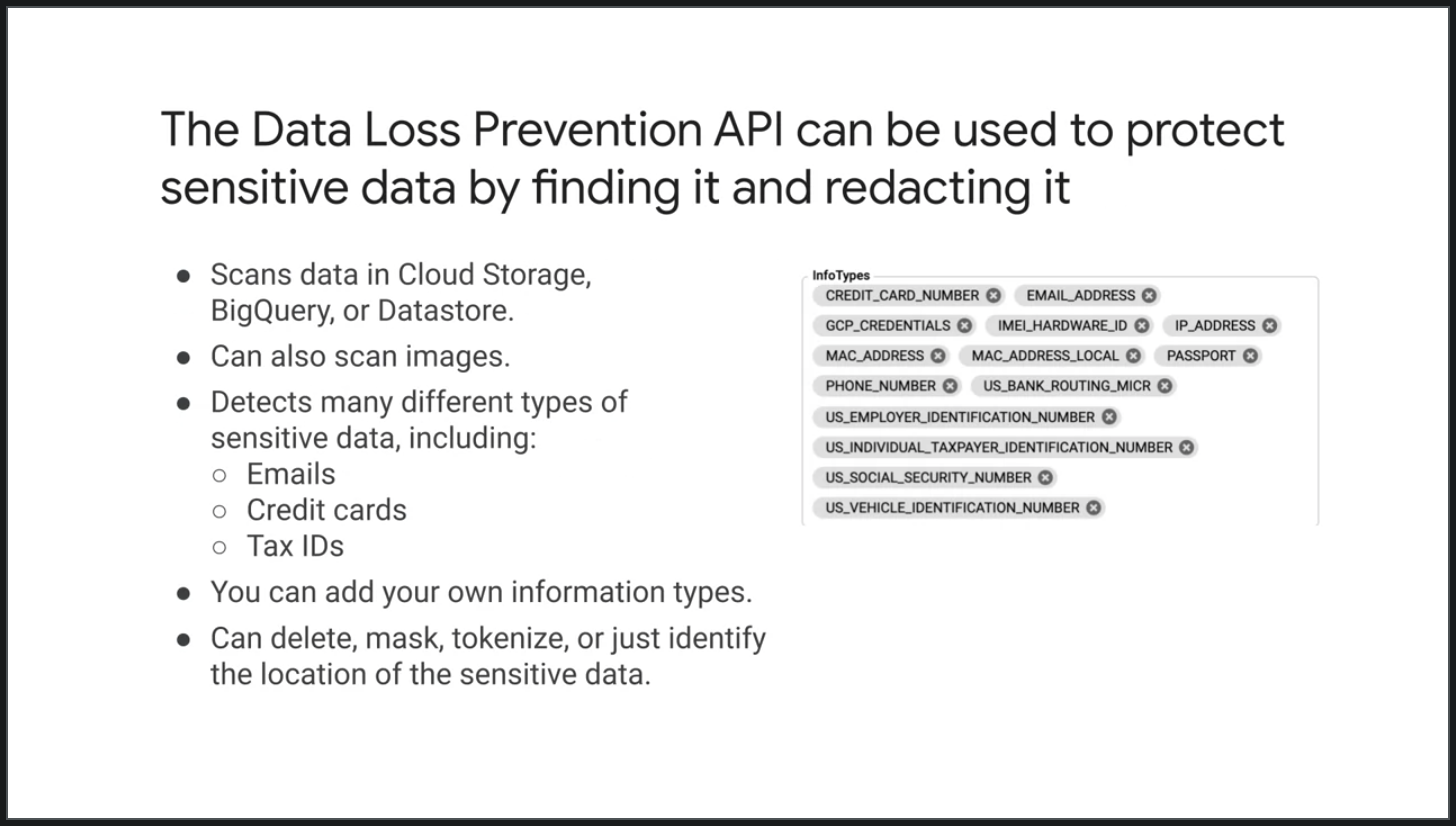 The Data Loss Prevention API can be used to protect
sensitive data by finding it and redacting it
● Scans data in Cloud Storage,
BigQuery, or Datastore.
● Can also scan images.
● Detects many different types of
sensitive data, including:
○ Emails
○ Credit cards
○ Tax IDs
● You can add your own information types.
● Can delete, mask, tokenize, or just identify
the location of the sensitive data.
InfoTypes
CREDIT_CARD_NUMBER EMAIL_ADDRESS
GCP_CREDENTIALS IMEI_HARDWARE_ID IP_ADDRESS
MAC_ADDRESS MAC_ADDRESS_LOCAL PASSPORT
PHONE_NUMBER US_BANK_ROUTING_MICR
US_EMPLOYER_IDENTIFICATION_NUMBER
US_INDIVIDUAL_TAXPAYER_IDENTIFICATION_NUMBER
US_SOCIAL_SECURITY_NUMBER
US_VEHICLE_IDENTIFICATION_NUMBER